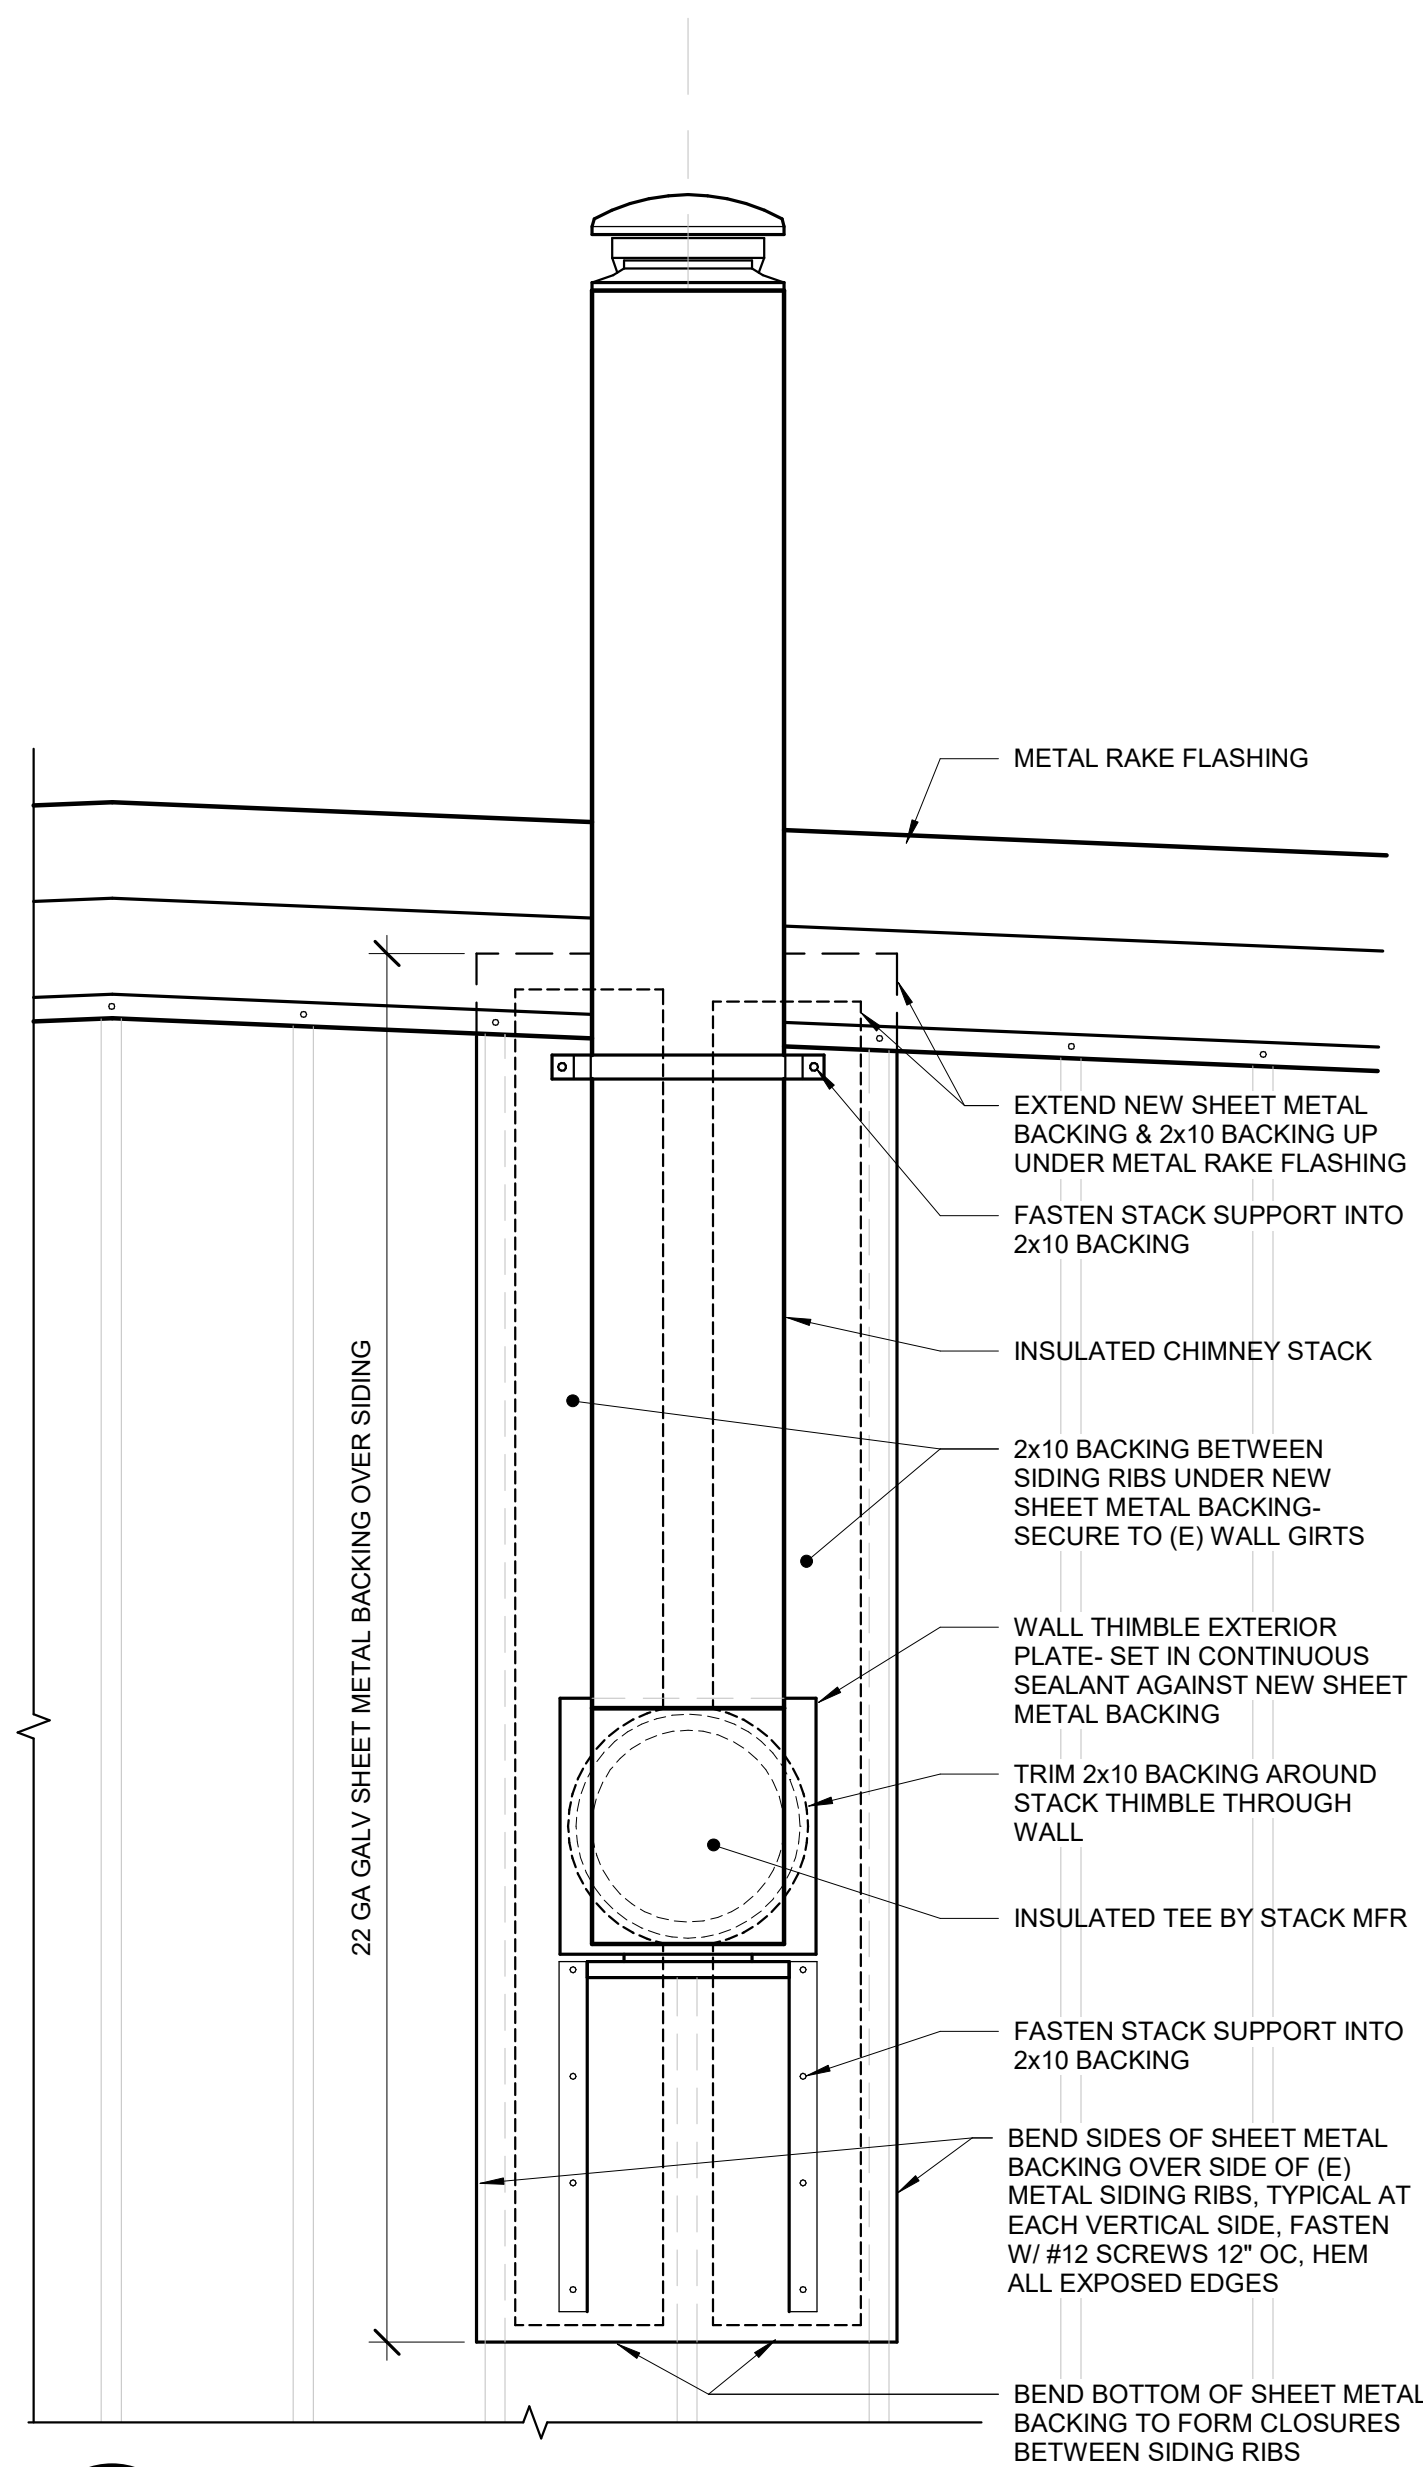 METAL RAKE FLASHING
EXTEND NEW SHEET METAL
BACKING & 2x10 BACKING UP
UNDER METAL RAKE FLASHING
FASTEN STACK SUPPORT INTO
2x10 BACKING
INSULATED CHIMNEY STACK
22 GA GALV SHEET METAL BACKING OVER SIDING
2x10 BACKING BETWEEN
SIDING RIBS UNDER NEW
SHEET METAL BACKING-
SECURE TO (E) WALL GIRTS
WALL THIMBLE EXTERIOR
PLATE- SET IN CONTINUOUS
SEALANT AGAINST NEW SHEET
METAL BACKING
TRIM 2x10 BACKING AROUND
STACK THIMBLE THROUGH
WALL
INSULATED TEE BY STACK MFR
FASTEN STACK SUPPORT INTO
2x10 BACKING
BEND SIDES OF SHEET METAL
BACKING OVER SIDE OF (E)
METAL SIDING RIBS, TYPICAL AT
EACH VERTICAL SIDE, FASTEN
W/ #12 SCREWS 12" OC, HEM
ALL EXPOSED EDGES
BEND BOTTOM OF SHEET METAL
BACKING TO FORM CLOSURES
BETWEEN SIDING RIBS